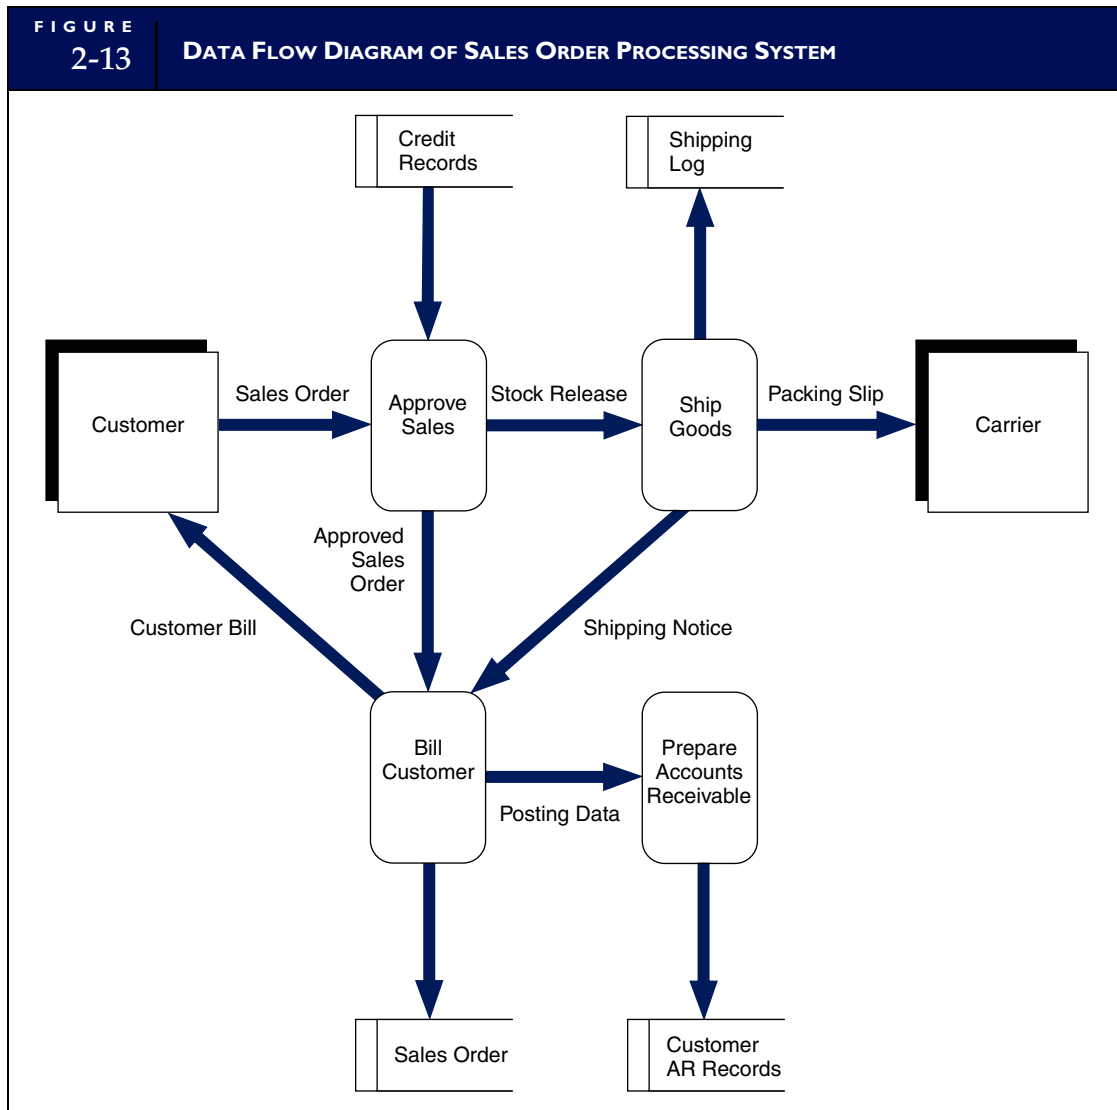 FIGURE
2-13
DATA FLOW DIAGRAM OF SALES ORDER PROCESSING SYSTEM
Credit
Records
Shipping
Log
Customer
Sales Order
Approve
Sales
Stock Release
Ship
Goods
Packing Slip
Carrier
Approved
Sales
Order
Customer Bill
Shipping Notice
Bill
Customer
Posting Data
Prepare
Accounts
Receivable
Sales Order
Customer
AR Records